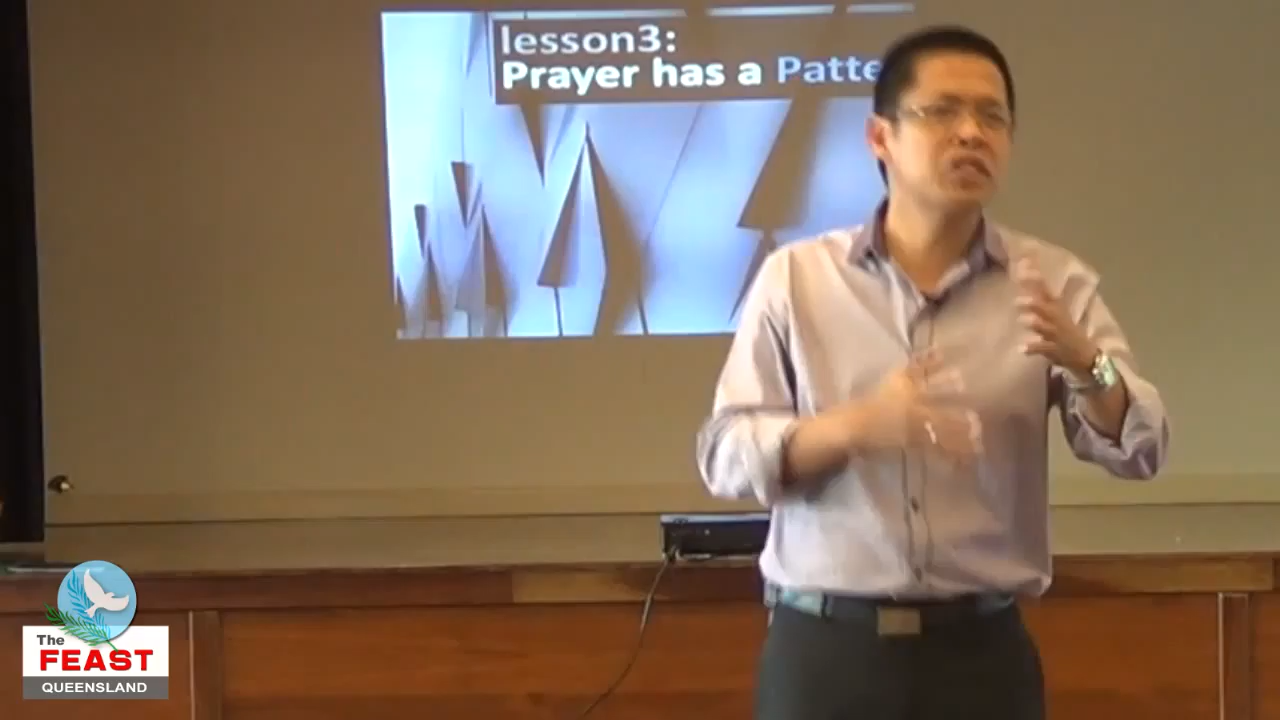 lesson3:
Prayer has a Patte
The
FEAST
QUEENSLAND